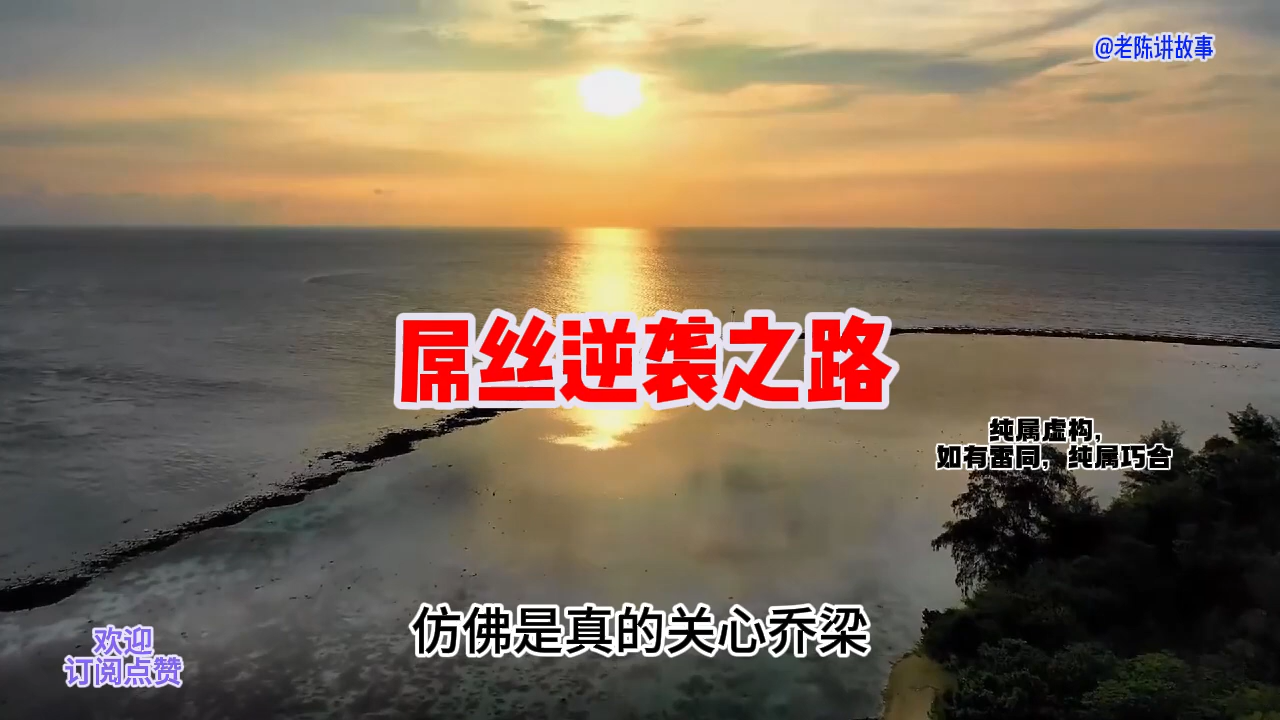 @老陈讲故事
屌丝逆袭之路
纯属虚构，
如有雷同，纯属巧合
仿佛是真的关心乔梁
欢迎
订阅点赞